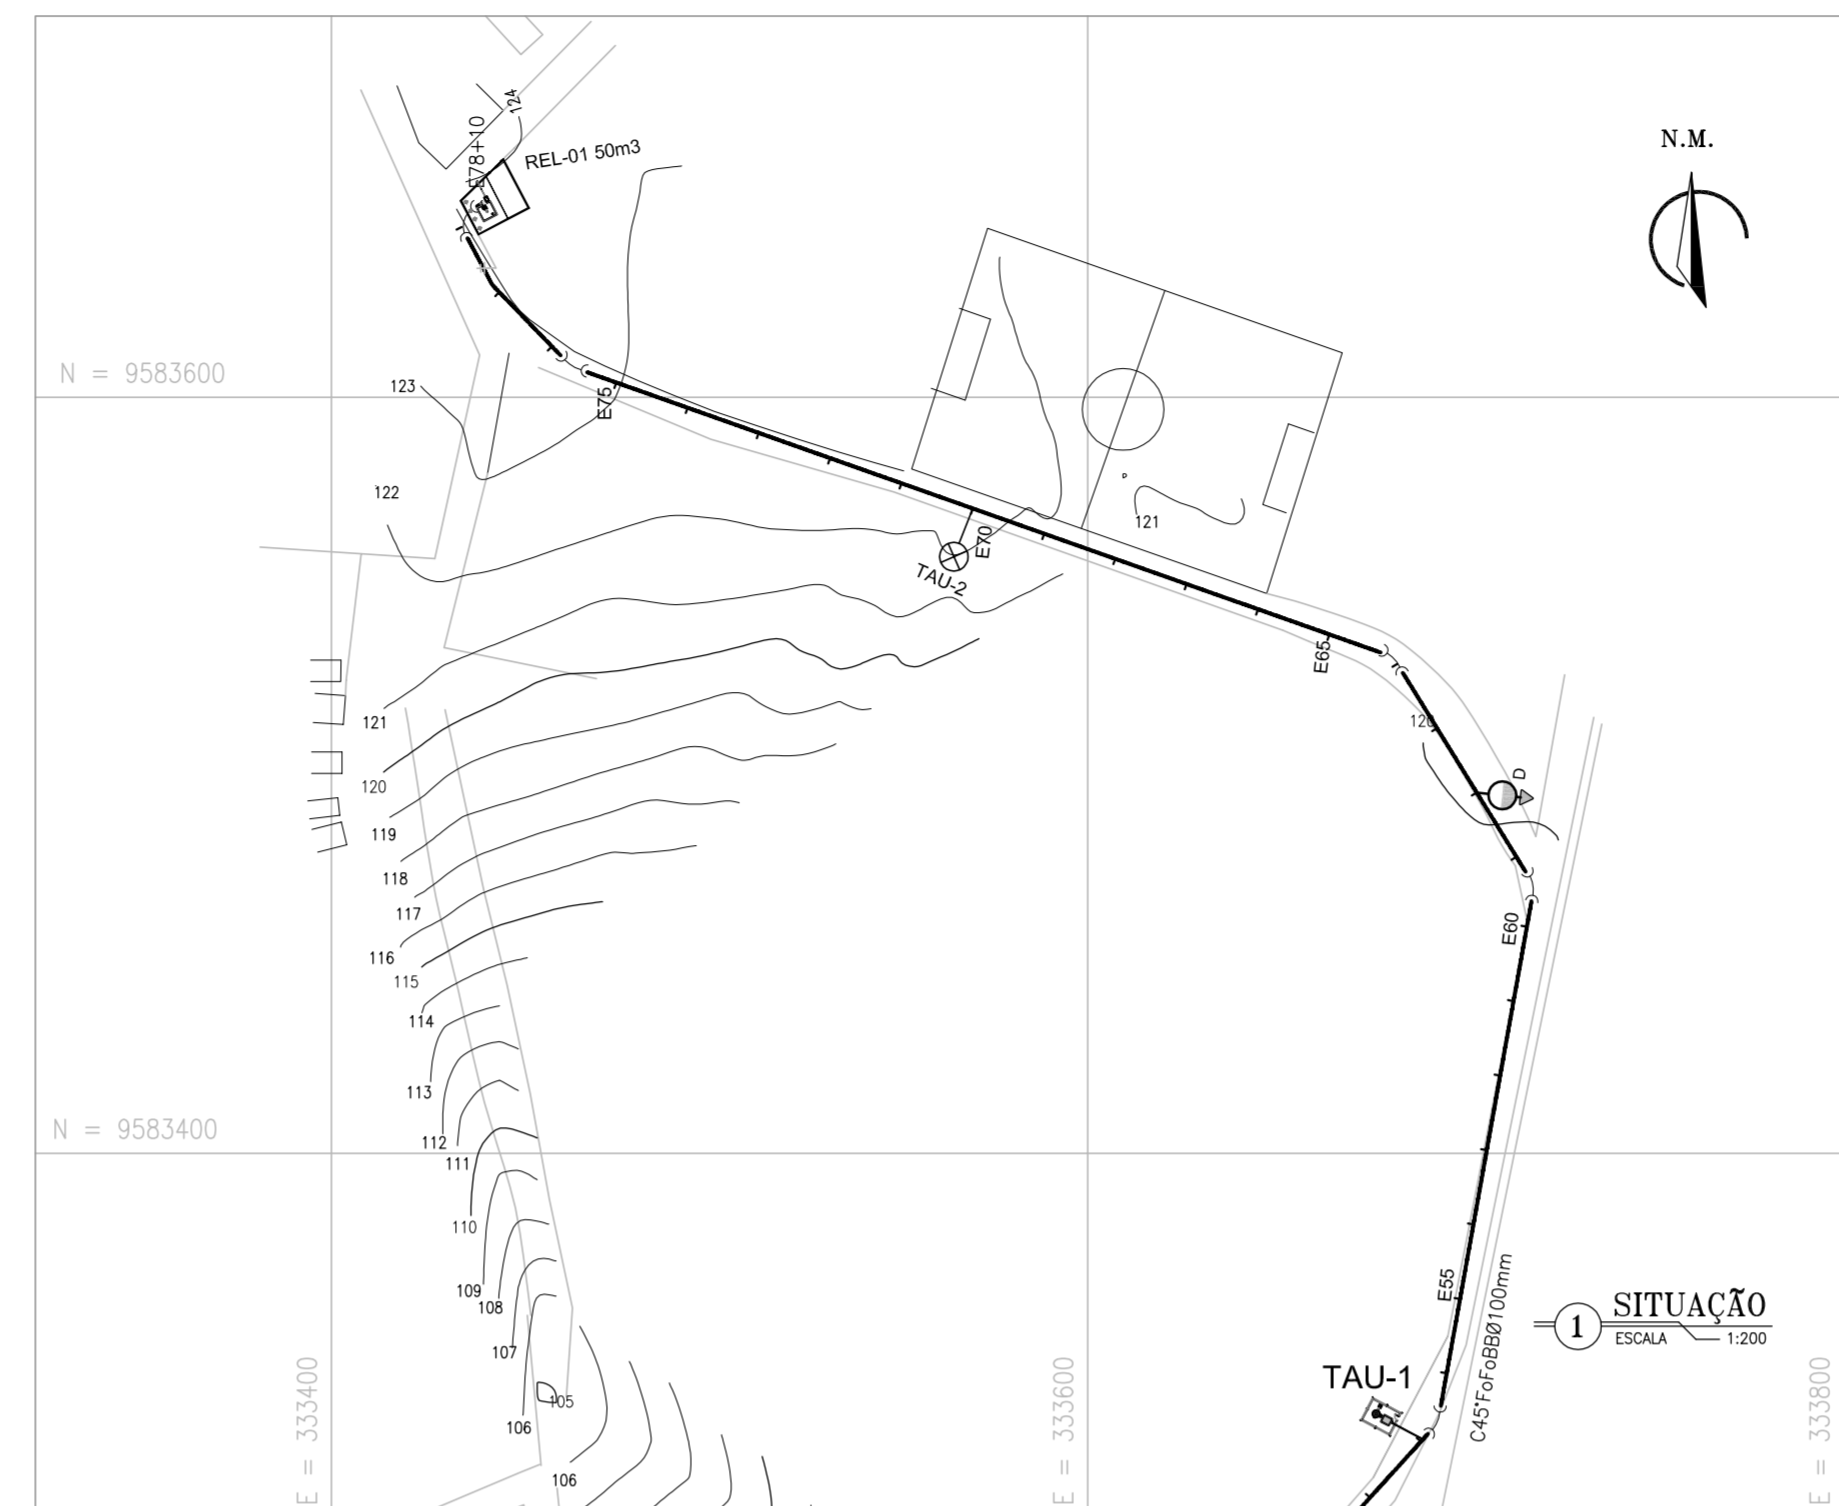 124
N.M.
E78+10
REL-01 50m3
N = 9583600
123
E75
122
121
E70
TAU-2
E65
121
120
120
D
119
118
117
E60
116
115
114
113
N = 9583400
112
111
110
E55
109
108
C45°FoFoBBØ100mm
1
SITUAÇÃO
ESCALA 1:200
107
TAU-1
105
106
106
E = 333400
E = 333600
E = 333800